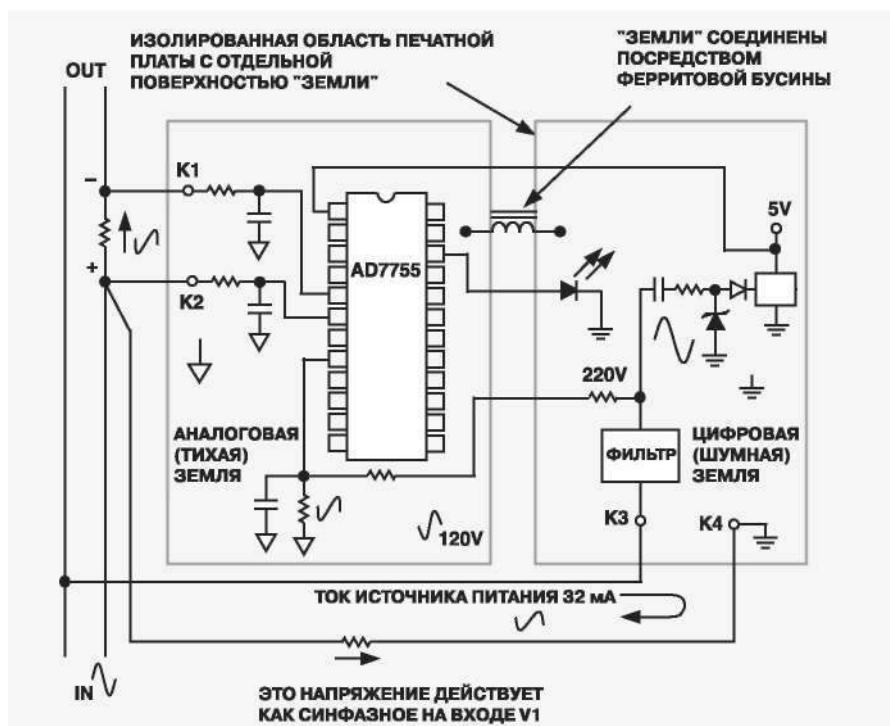 ИЗОЛИРОВАННАЯ ОБЛАСТЬ ПЕЧАТНОЙ
ПЛАТЫ С ОТДЕЛЬНОЙ
ПОВЕРХНОСТЬЮ "ЗЕМЛИ"
"ЗЕМЛИ" СОЕДИНЕНЫ
ПОСРЕДСТВОМ
ФЕРРИТОВОЙ БУСИНЫ
OUT
K1
−
+
K2
AD7755
5V
220V
АНАЛОГОВАЯ
(ТИХАЯ)
ЗЕМЛЯ
ФИЛЬТР
ЦИФРОВАЯ
(ШУМНАЯ)
ЗЕМЛЯ
120V
K3
K4
ТОК ИСТОЧНИКА ПИТАНИЯ 32 мА
IN
ЭТО НАПРЯЖЕНИЕ ДЕЙСТВУЕТ
КАК СИНФАЗНОЕ НА ВХОДЕ V1